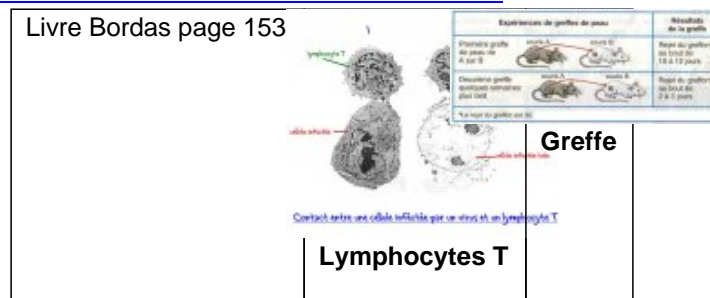 Livre Bordas page 153
lymphocyte T
cellule infectée
Expériences de greffes de peau
Résultats
de la greffe
Première greffe
de peau de
A sur B
souris A
souris B
Rejet du greffon
au bout de
10 à 12 jours
Deuxième greffe
quelques semaines
plus tard
souris A
souris B
Rejet du greffon
au bout de
2 à 3 jours
Greffe
Contact entre une cellule infectée par un virus et un lymphocyte T
Lymphocytes T